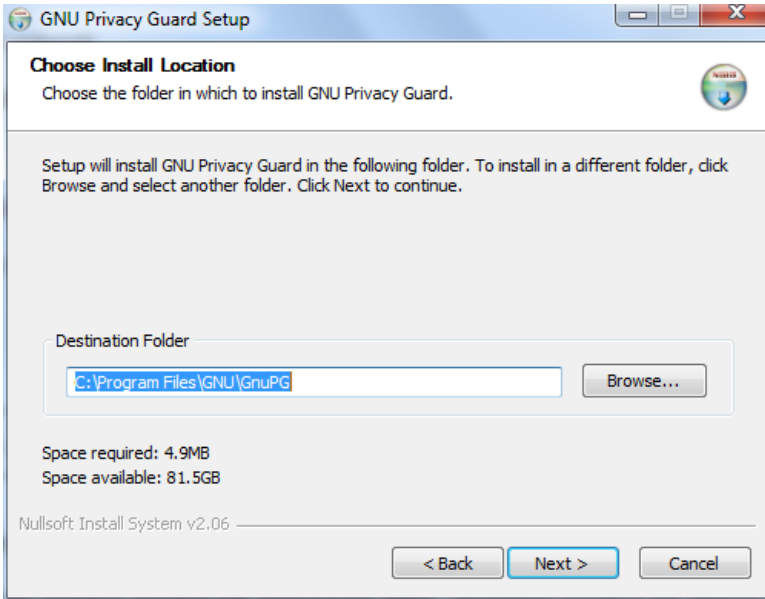 GNU Privacy Guard Setup
Choose Install Location
Choose the folder in which to install GNU Privacy Guard.
Setup will install GNU Privacy Guard in the following folder. To install in a different folder, click
Browse and select another folder. Click Next to continue.
Destination Folder
C:\Program Files\GNU\GnuPG
Browse...
Space required: 4.9MB
Space available: 81.5GB
Nullsoft Install System v2.06
< Back
Next >
Cancel